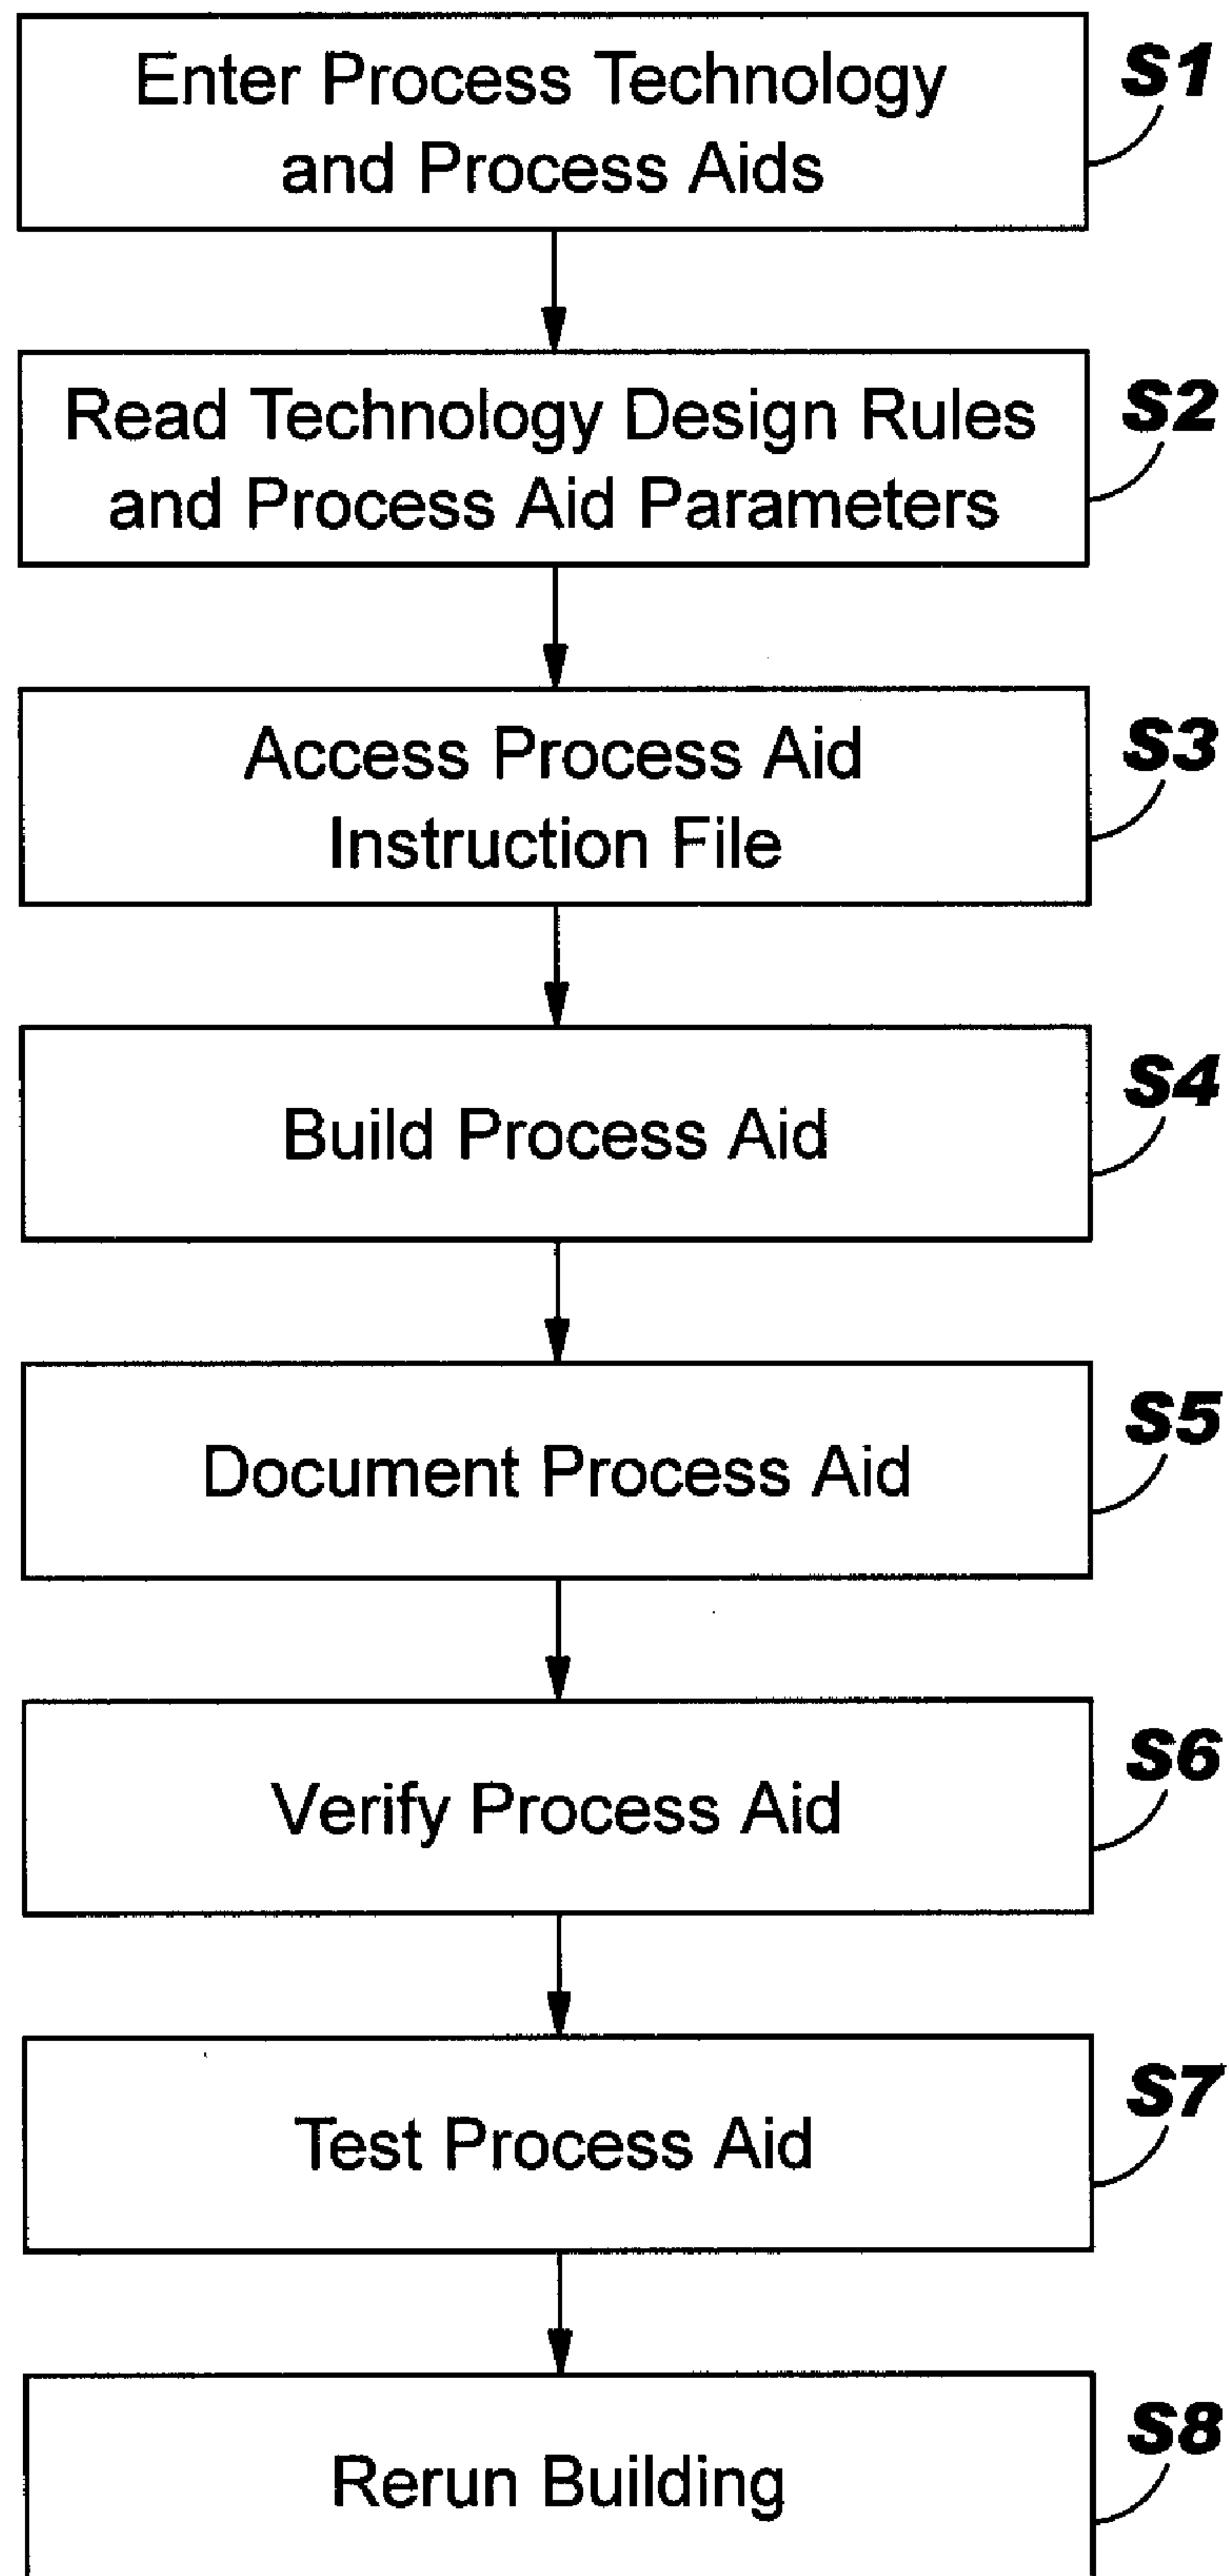 Enter Process Technology
and Process Aids
S1
Read Technology Design Rules
and Process Aid Parameters
S2
Access Process Aid
Instruction File
S3
Build Process Aid
S4
Document Process Aid
S5
Verify Process Aid
S6
Test Process Aid
S7
Rerun Building
S8